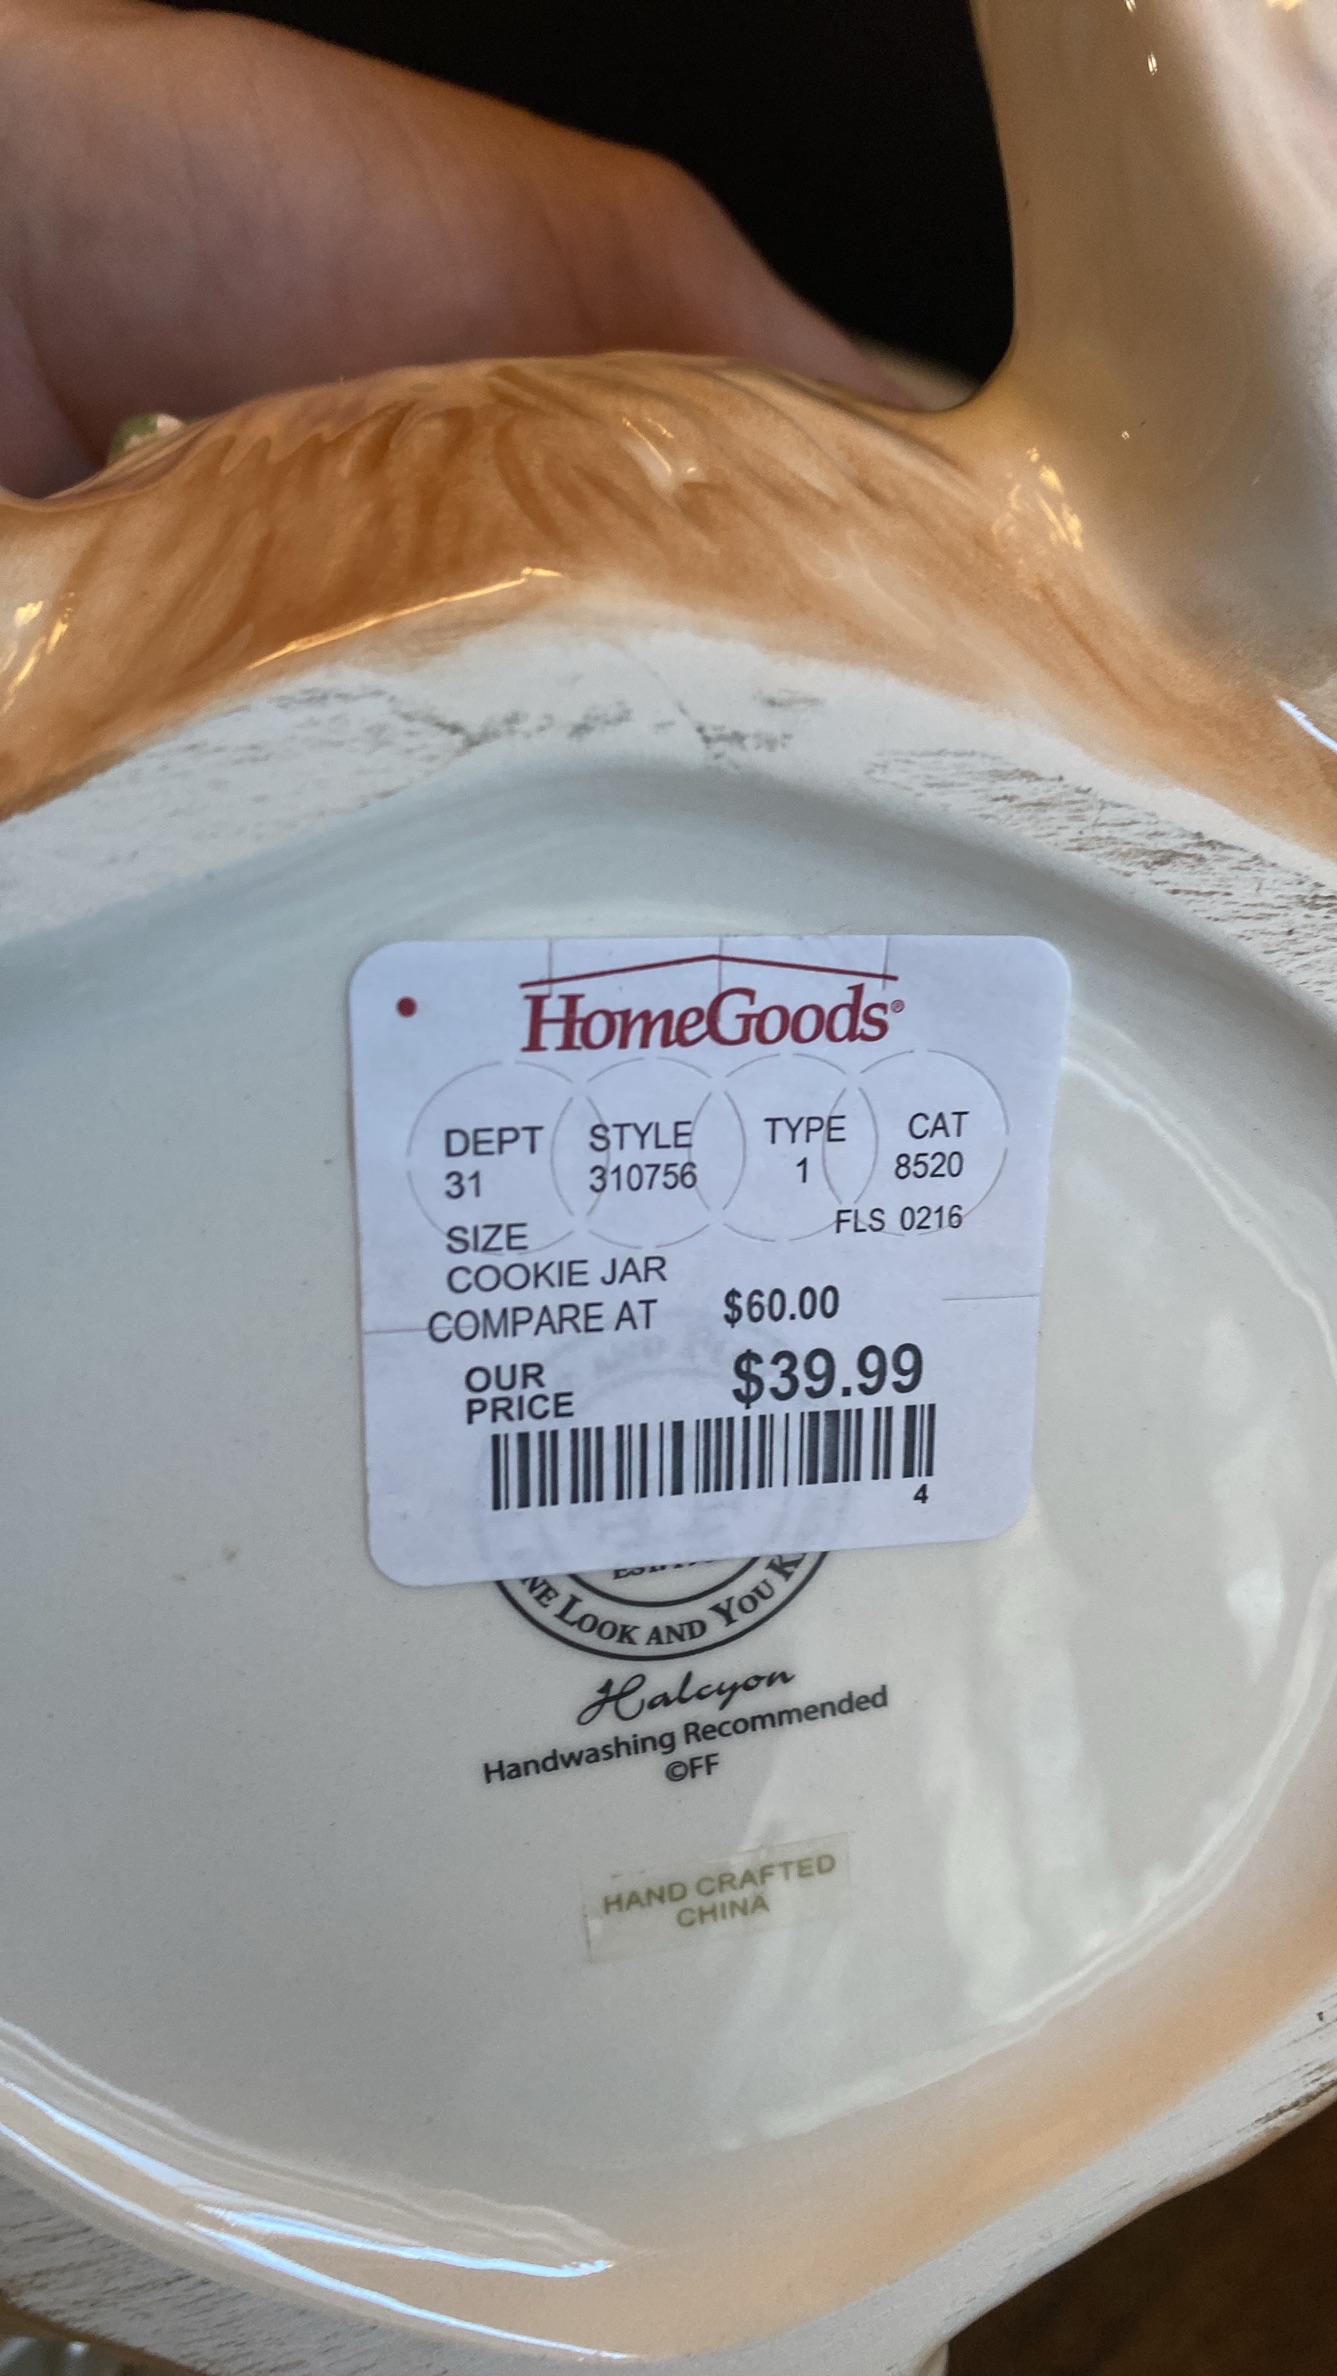 HomeGoods®
DEPT STYLE TYPE CAT
31 310756 1 8520
FLS 0216
SIZE
COOKIE JAR
COMPARE AT $60.00
OUR
PRICE $39.99
4
LOOK AND YOU
Halcyon
Handwashing Recommended
©FF
HAND CRAFTED
CHINA